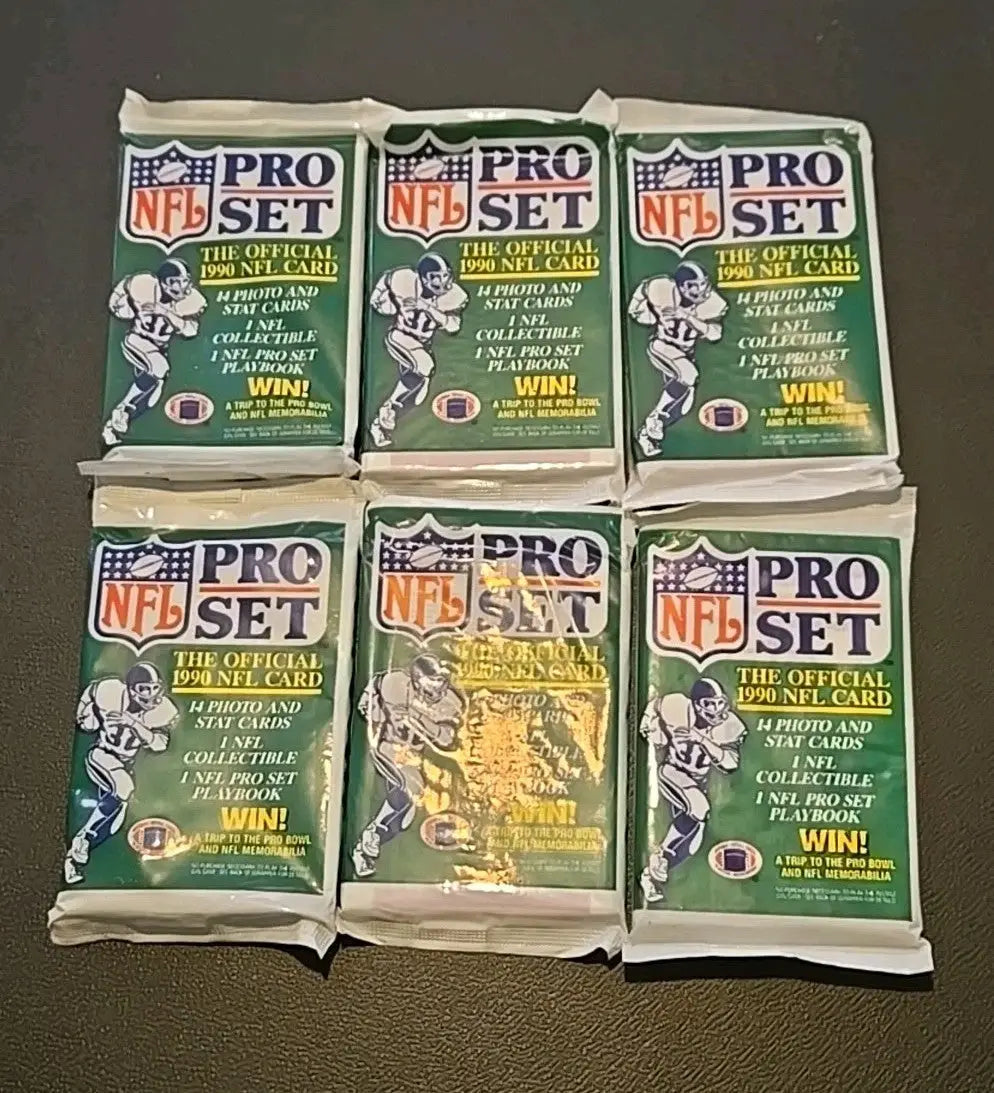 NFL
PRO
SET
THE OFFICIAL
1990 NFL CARD
14 PHOTO AND
STAT CARDS
1 NFL
COLLECTIBLE
1 NFL PRO SET
PLAYBOOK
WIN!
A TRIP TO THE PRO BOWL
AND NFL MEMORABILIA
31
NFL
PRO
SET
THE OFFICIAL
1990 NFL CARD
14 PHOTO AND
STAT CARDS
1 NFL
COLLECTIBLE
1 NFL PRO SET
PLAYBOOK
WIN!
A TRIP TO THE PRO BOWL
AND NFL MEMORABILIA
31
NFL
PRO
SET
THE OFFICIAL
1990 NFL CARD
14 PHOTO AND
STAT CARDS
1 NFL
COLLECTIBLE
1 NFL PRO SET
PLAYBOOK
WIN!
A TRIP TO THE PRO BOWL
AND NFL MEMORABILIA
31
NFL
PRO
SET
THE OFFICIAL
1990 NFL CARD
14 PHOTO AND
STAT CARDS
1 NFL
COLLECTIBLE
1 NFL PRO SET
PLAYBOOK
WIN!
A TRIP TO THE PRO BOWL
AND NFL MEMORABILIA
31
NFL
PRO
SET
THE OFFICIAL
1990 NFL CARD
PHOTO
WIN!
TO THE PRO BOWL
AND NFL MEMORABILIA
31
NFL
PRO
SET
THE OFFICIAL
1990 NFL CARD
14 PHOTO AND
STAT CARDS
1 NFL
COLLECTIBLE
1 NFL PRO SET
PLAYBOOK
WIN!
A TRIP TO THE PRO BOWL
AND NFL MEMORABILIA
31